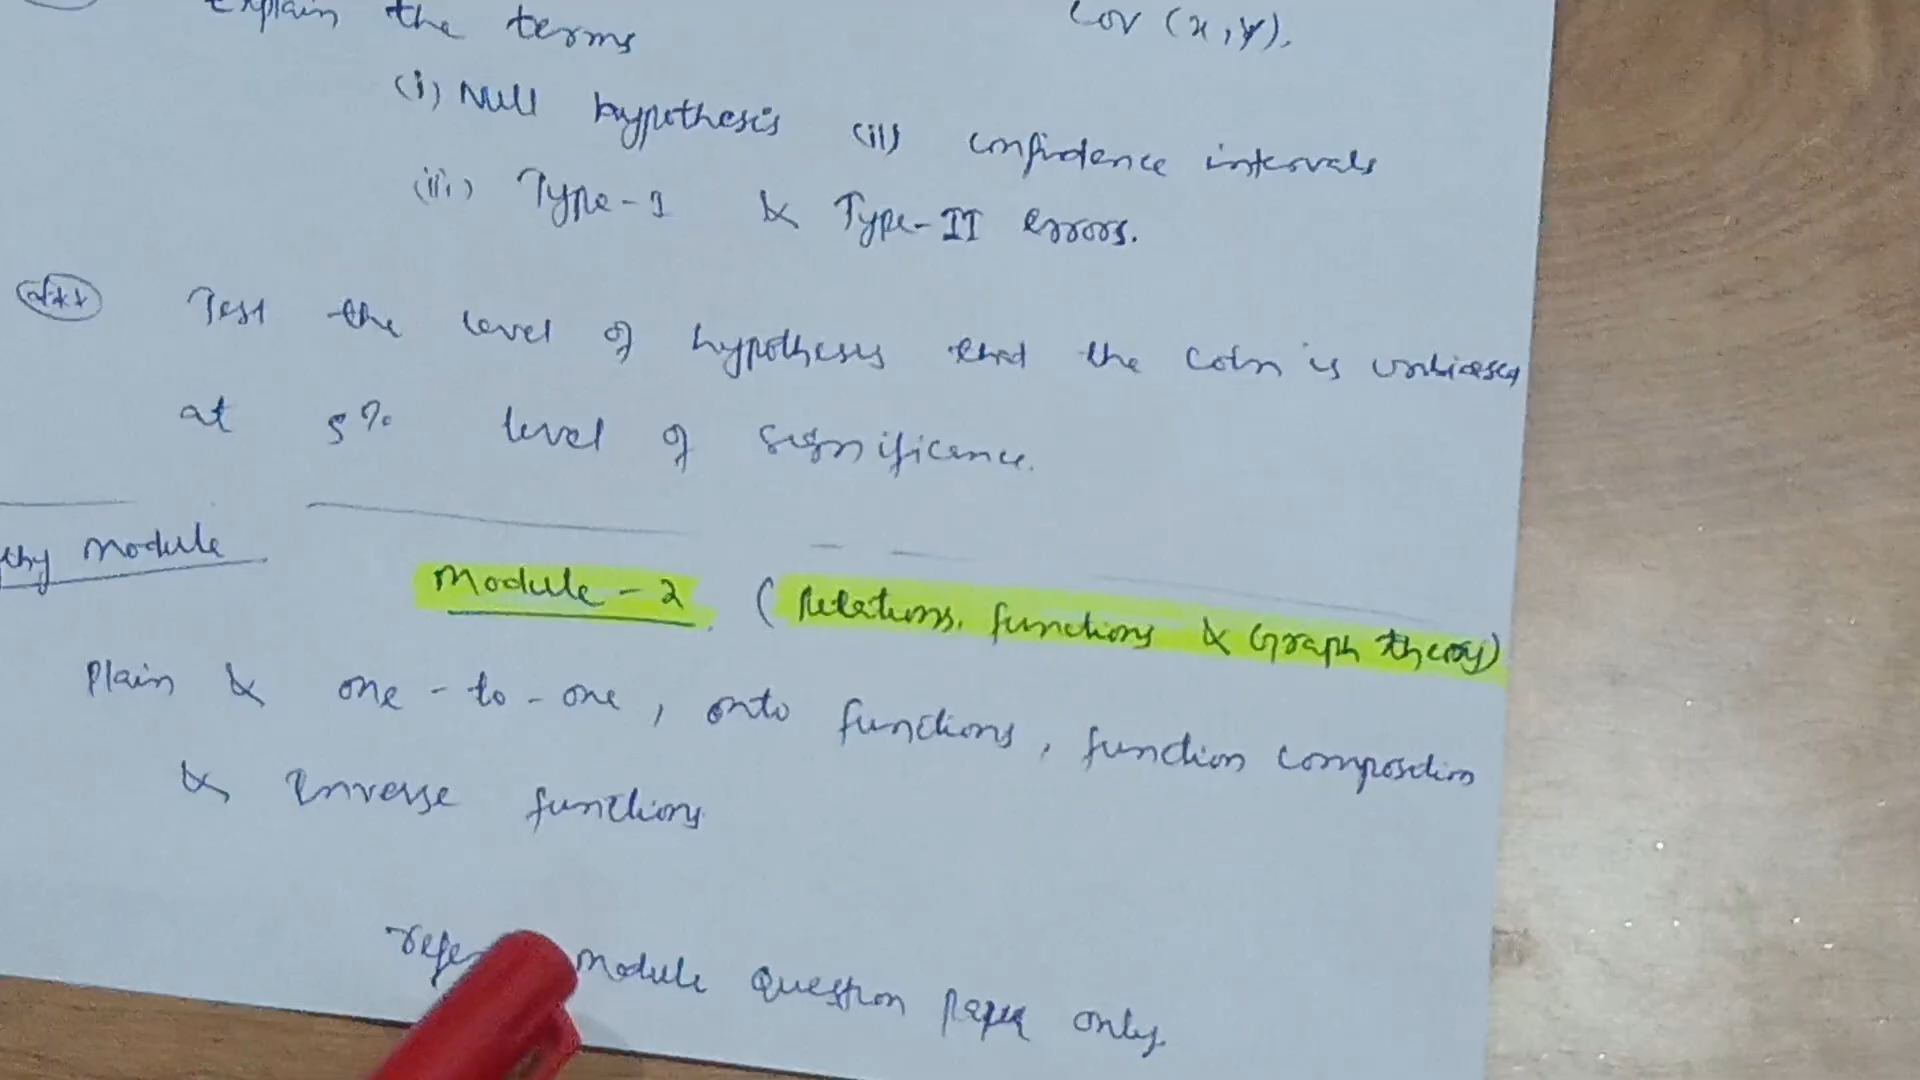 Explain the terms
Cov (x, y).
(i) Null hypothesis (ii) confidence intervals
(iii) Type-I & Type-II errors.
Test the level of hypothesis that the coin is unbiased
at 5% level of significance.
thy Module
Module - 2 (Relations, functions & Graph theory)
Plain & one-to-one, onto functions, function composition
& Inverse functions
refe module Question paper only.